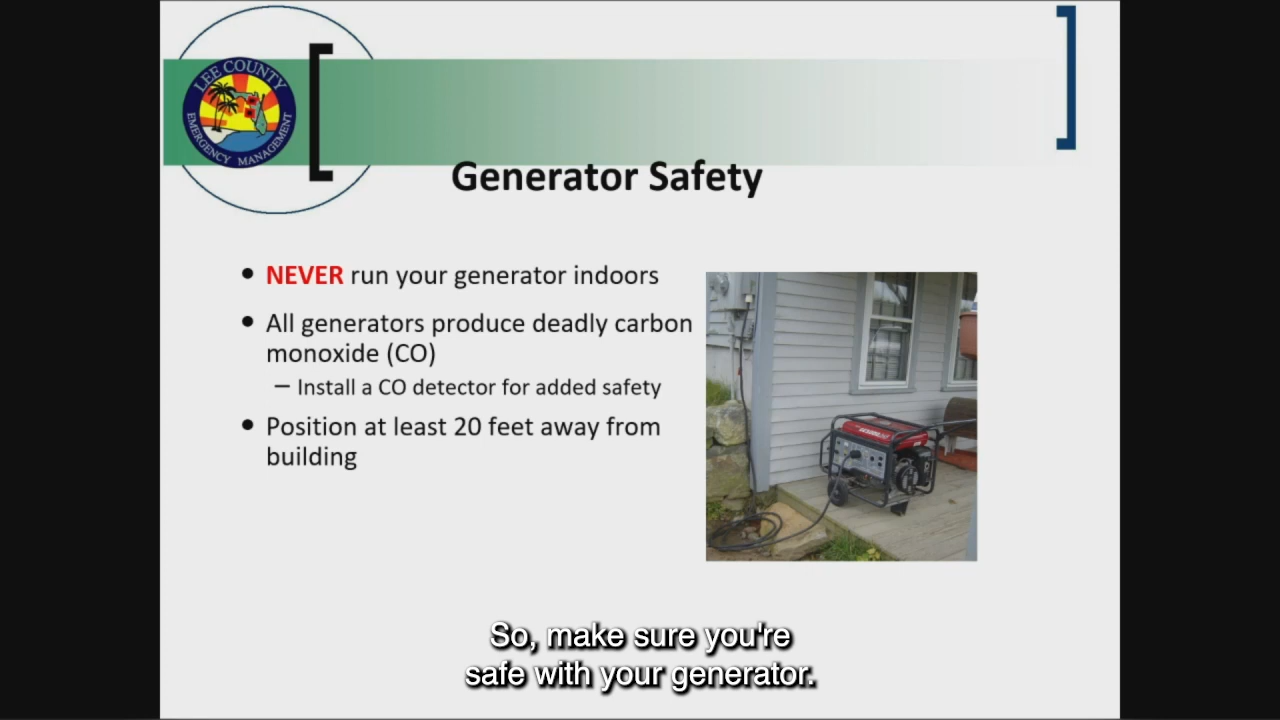 LEE COUNTY
EMERGENCY MANAGEMENT
Generator Safety
• NEVER run your generator indoors
• All generators produce deadly carbon
monoxide (CO)
– Install a CO detector for added safety
• Position at least 20 feet away from
building
So, make sure you're
safe with your generator.